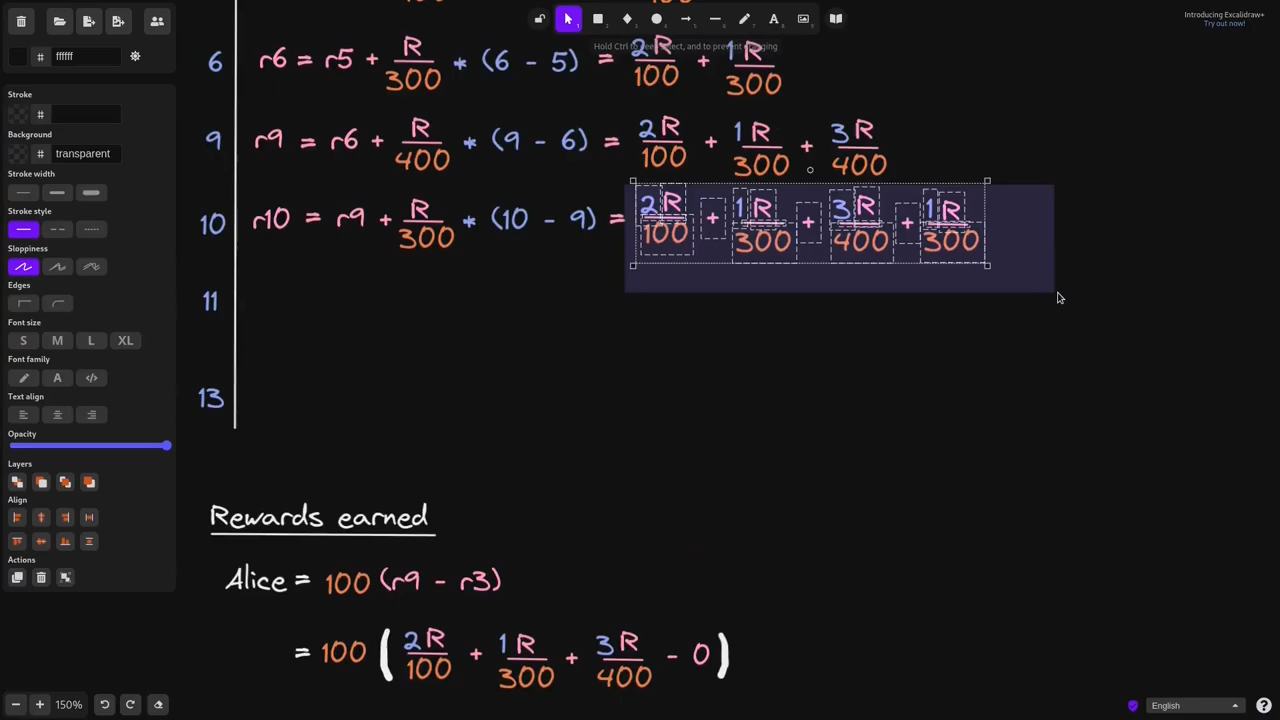 Introducing Excalidraw+
Try out now!
# ffffff
Hold Ctrl to deep select, and to prevent dragging
Stroke
#
Background
# transparent
Stroke width
Stroke style
Sloppiness
Edges
Font size
S M L XL
Font family
A </>
Text align
Opacity
Layers
Align
Actions
150%
English
100 100
6 r6 = r5 + R/300 * (6 - 5) = 2R/100 + 1R/300
9 r9 = r6 + R/400 * (9 - 6) = 2R/100 + 1R/300 + 3R/400
10 r10 = r9 + R/300 * (10 - 9) = 2R/100 + 1R/300 + 3R/400 + 1R/300
11
13
Rewards earned
Alice = 100 (r9 - r3)
= 100 ( 2R/100 + 1R/300 + 3R/400 - 0 )